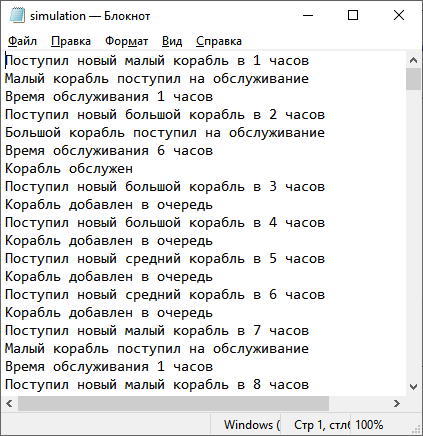 simulation — Блокнот
Файл Правка Формат Вид Справка
Поступил новый малый корабль в 1 часов
Малый корабль поступил на обслуживание
Время обслуживания 1 часов
Поступил новый большой корабль в 2 часов
Большой корабль поступил на обслуживание
Время обслуживания 6 часов
Корабль обслужен
Поступил новый большой корабль в 3 часов
Корабль добавлен в очередь
Поступил новый большой корабль в 4 часов
Корабль добавлен в очередь
Поступил новый средний корабль в 5 часов
Корабль добавлен в очередь
Поступил новый средний корабль в 6 часов
Корабль добавлен в очередь
Поступил новый малый корабль в 7 часов
Малый корабль поступил на обслуживание
Время обслуживания 1 часов
Поступил новый малый корабль в 8 часов
Windows ( Стр 1, стлб 100%